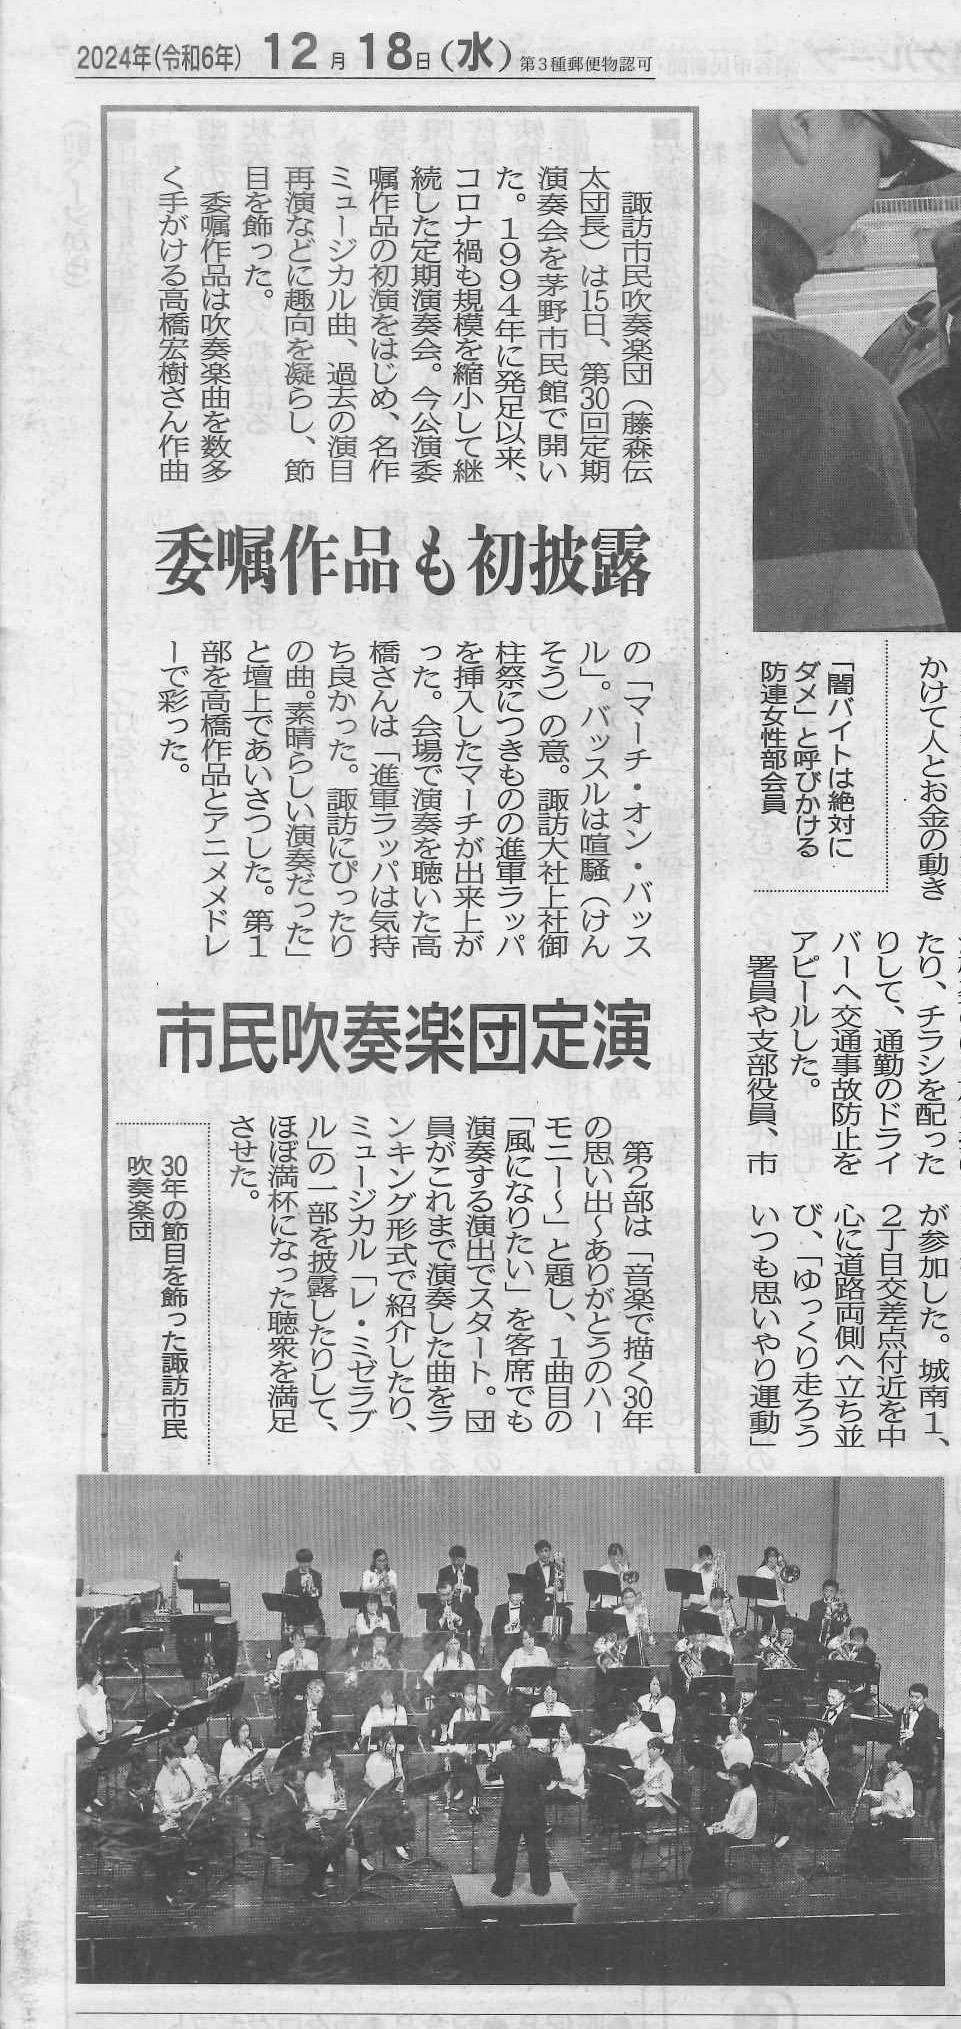 2024年(令和6年) 12月18日(水) 第3種郵便物認可
諏訪市民吹奏楽団（藤森伝
太団長）は15日、第30回定期
演奏会を茅野市民館で開い
た。1994年に発足以来、
コロナ禍も規模を縮小して継
続した定期演奏会。今公演委
嘱作品の初演をはじめ、名作
ミュージカル曲、過去の演目
再演などに趣向を凝らし、節
目を飾った。
委嘱作品は吹奏楽曲を数多
く手がける高橋宏樹さん作曲
委嘱作品も初披露
の「マーチ・オン・バッス
ル」。バッスルは喧騒（けん
そう）の意。諏訪大社上社御
柱祭につきものの進軍ラッパ
を挿入したマーチが出来上が
った。会場で演奏を聴いた高
橋さんは「進軍ラッパは気持
ち良かった。諏訪にぴったり
の曲。素晴らしい演奏だった」
と壇上であいさつした。第1
部を高橋作品とアニメメドレ
ーで彩った。
市民吹奏楽団定演
第2部は「音楽で描く30年
の思い出～ありがとうのハー
モニー～」と題し、1曲目の
「風になりたい」を客席でも
演奏する演出でスタート。団
員がこれまで演奏した曲をラ
ンキング形式で紹介したり、
ミュージカル「レ・ミゼラブ
ル」の一部を披露したりして、
ほぼ満杯になった聴衆を満足
させた。
30年の節目を飾った諏訪市民
吹奏楽団
「闇バイトは絶対に
ダメ」と呼びかける
防連女性部会員
かけて人とお金の動き
たり、チラシを配った
りして、通勤のドライ
バーへ交通事故防止を
アピールした。
署員や支部役員、市
が参加した。城南1、
2丁目交差点付近を中
心に道路両側へ立ち並
び、「ゆっくり走ろう
いつも思いやり運動」